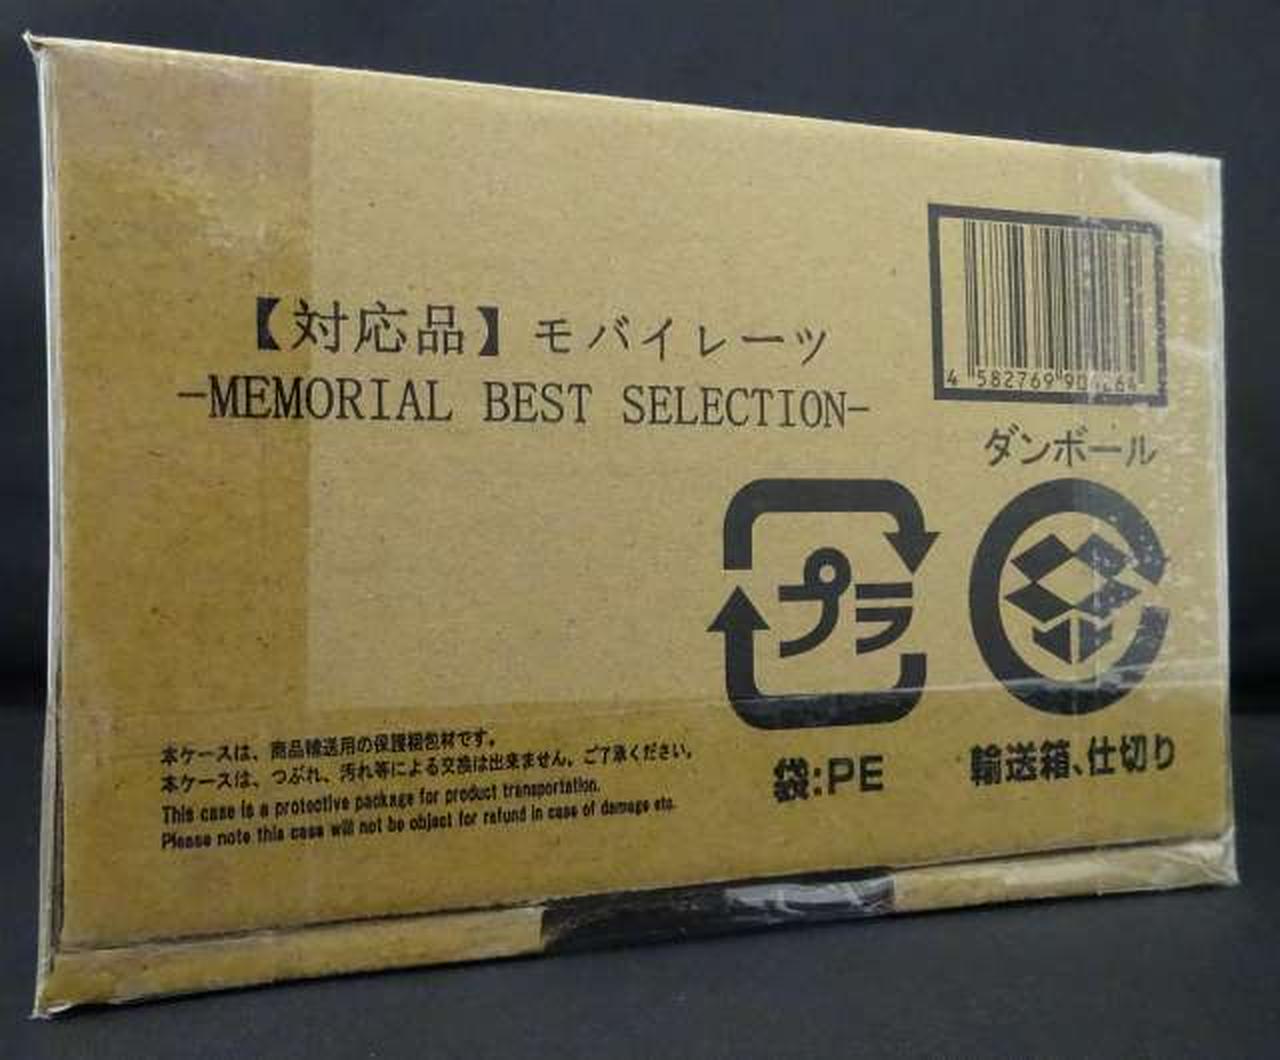 【対応品】モバイレーツ
-MEMORIAL BEST SELECTION-
4 582769 90
ダンボール
プラ
袋:PE
輸送箱、仕切り
本ケースは、商品輸送用の保護梱包材です。
本ケースは、つぶれ、汚れ等による交換は出来ません。ご了承ください。
This case is a protective package for product transportation.
Please note this case will not be object for refund in case of damage etc.